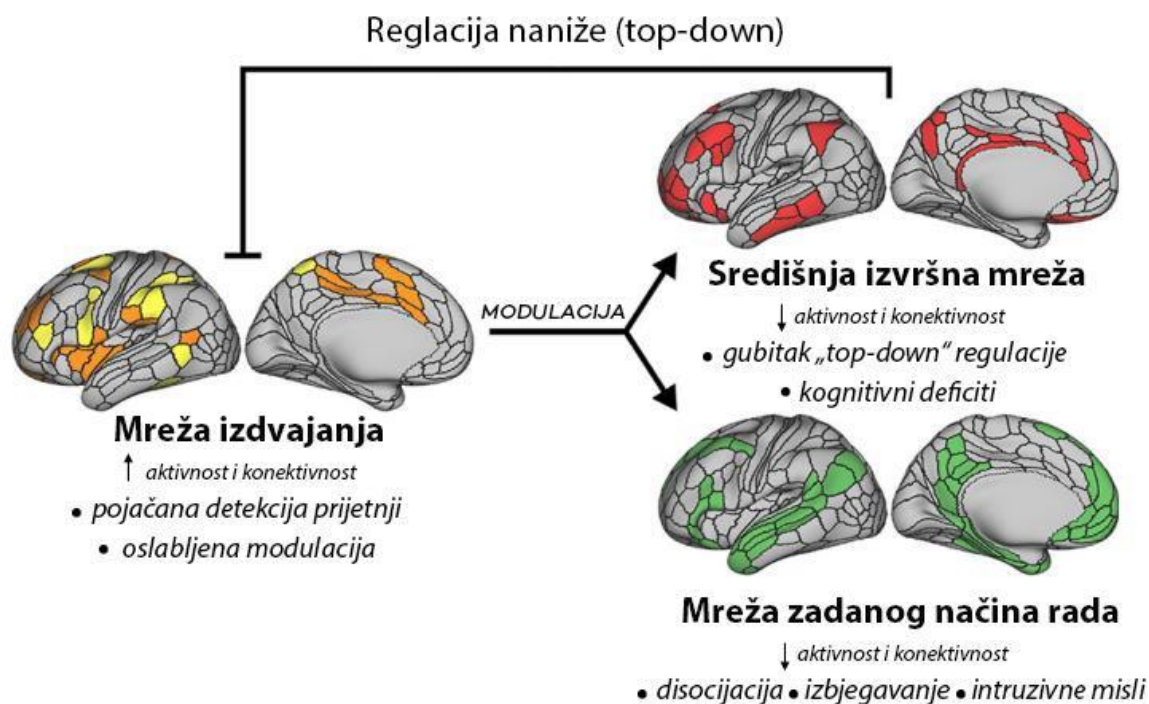 Reglacija naniže (top-down)
MODULACIJA
Mreža izdvajanja
↑ aktivnost i konektivnost
• pojačana detekcija prijetnji
• oslabljena modulacija
Središnja izvršna mreža
↓ aktivnost i konektivnost
• gubitak „top-down“ regulacije
• kognitivni deficiti
Mreža zadanog načina rada
↓ aktivnost i konektivnost
• disocijacija • izbjegavanje • intruzivne misli